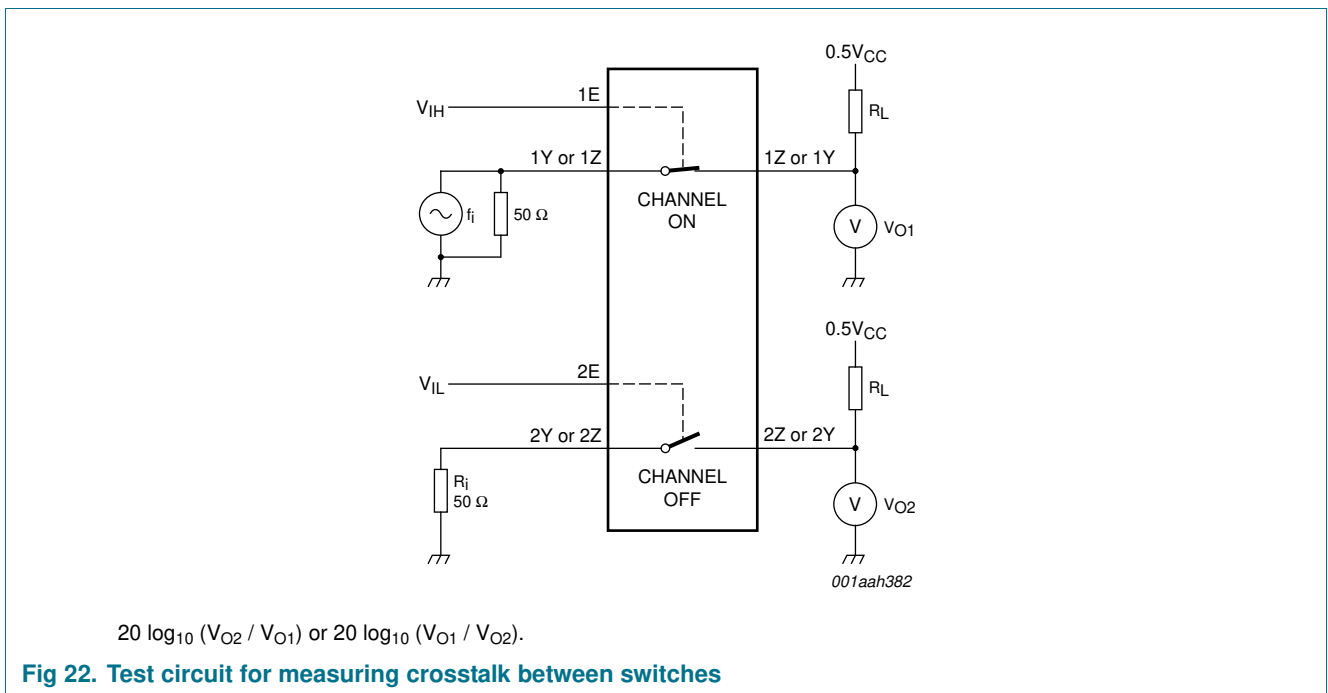 0.5VCC
RL
1E
VIH
1Y or 1Z
1Z or 1Y
fi
50 Ω
CHANNEL
ON
V
VO1
0.5VCC
RL
2E
VIL
2Y or 2Z
2Z or 2Y
Ri
50 Ω
CHANNEL
OFF
V
VO2
001aah382
20 log10 (VO2 / VO1) or 20 log10 (VO1 / VO2).
Fig 22. Test circuit for measuring crosstalk between switches